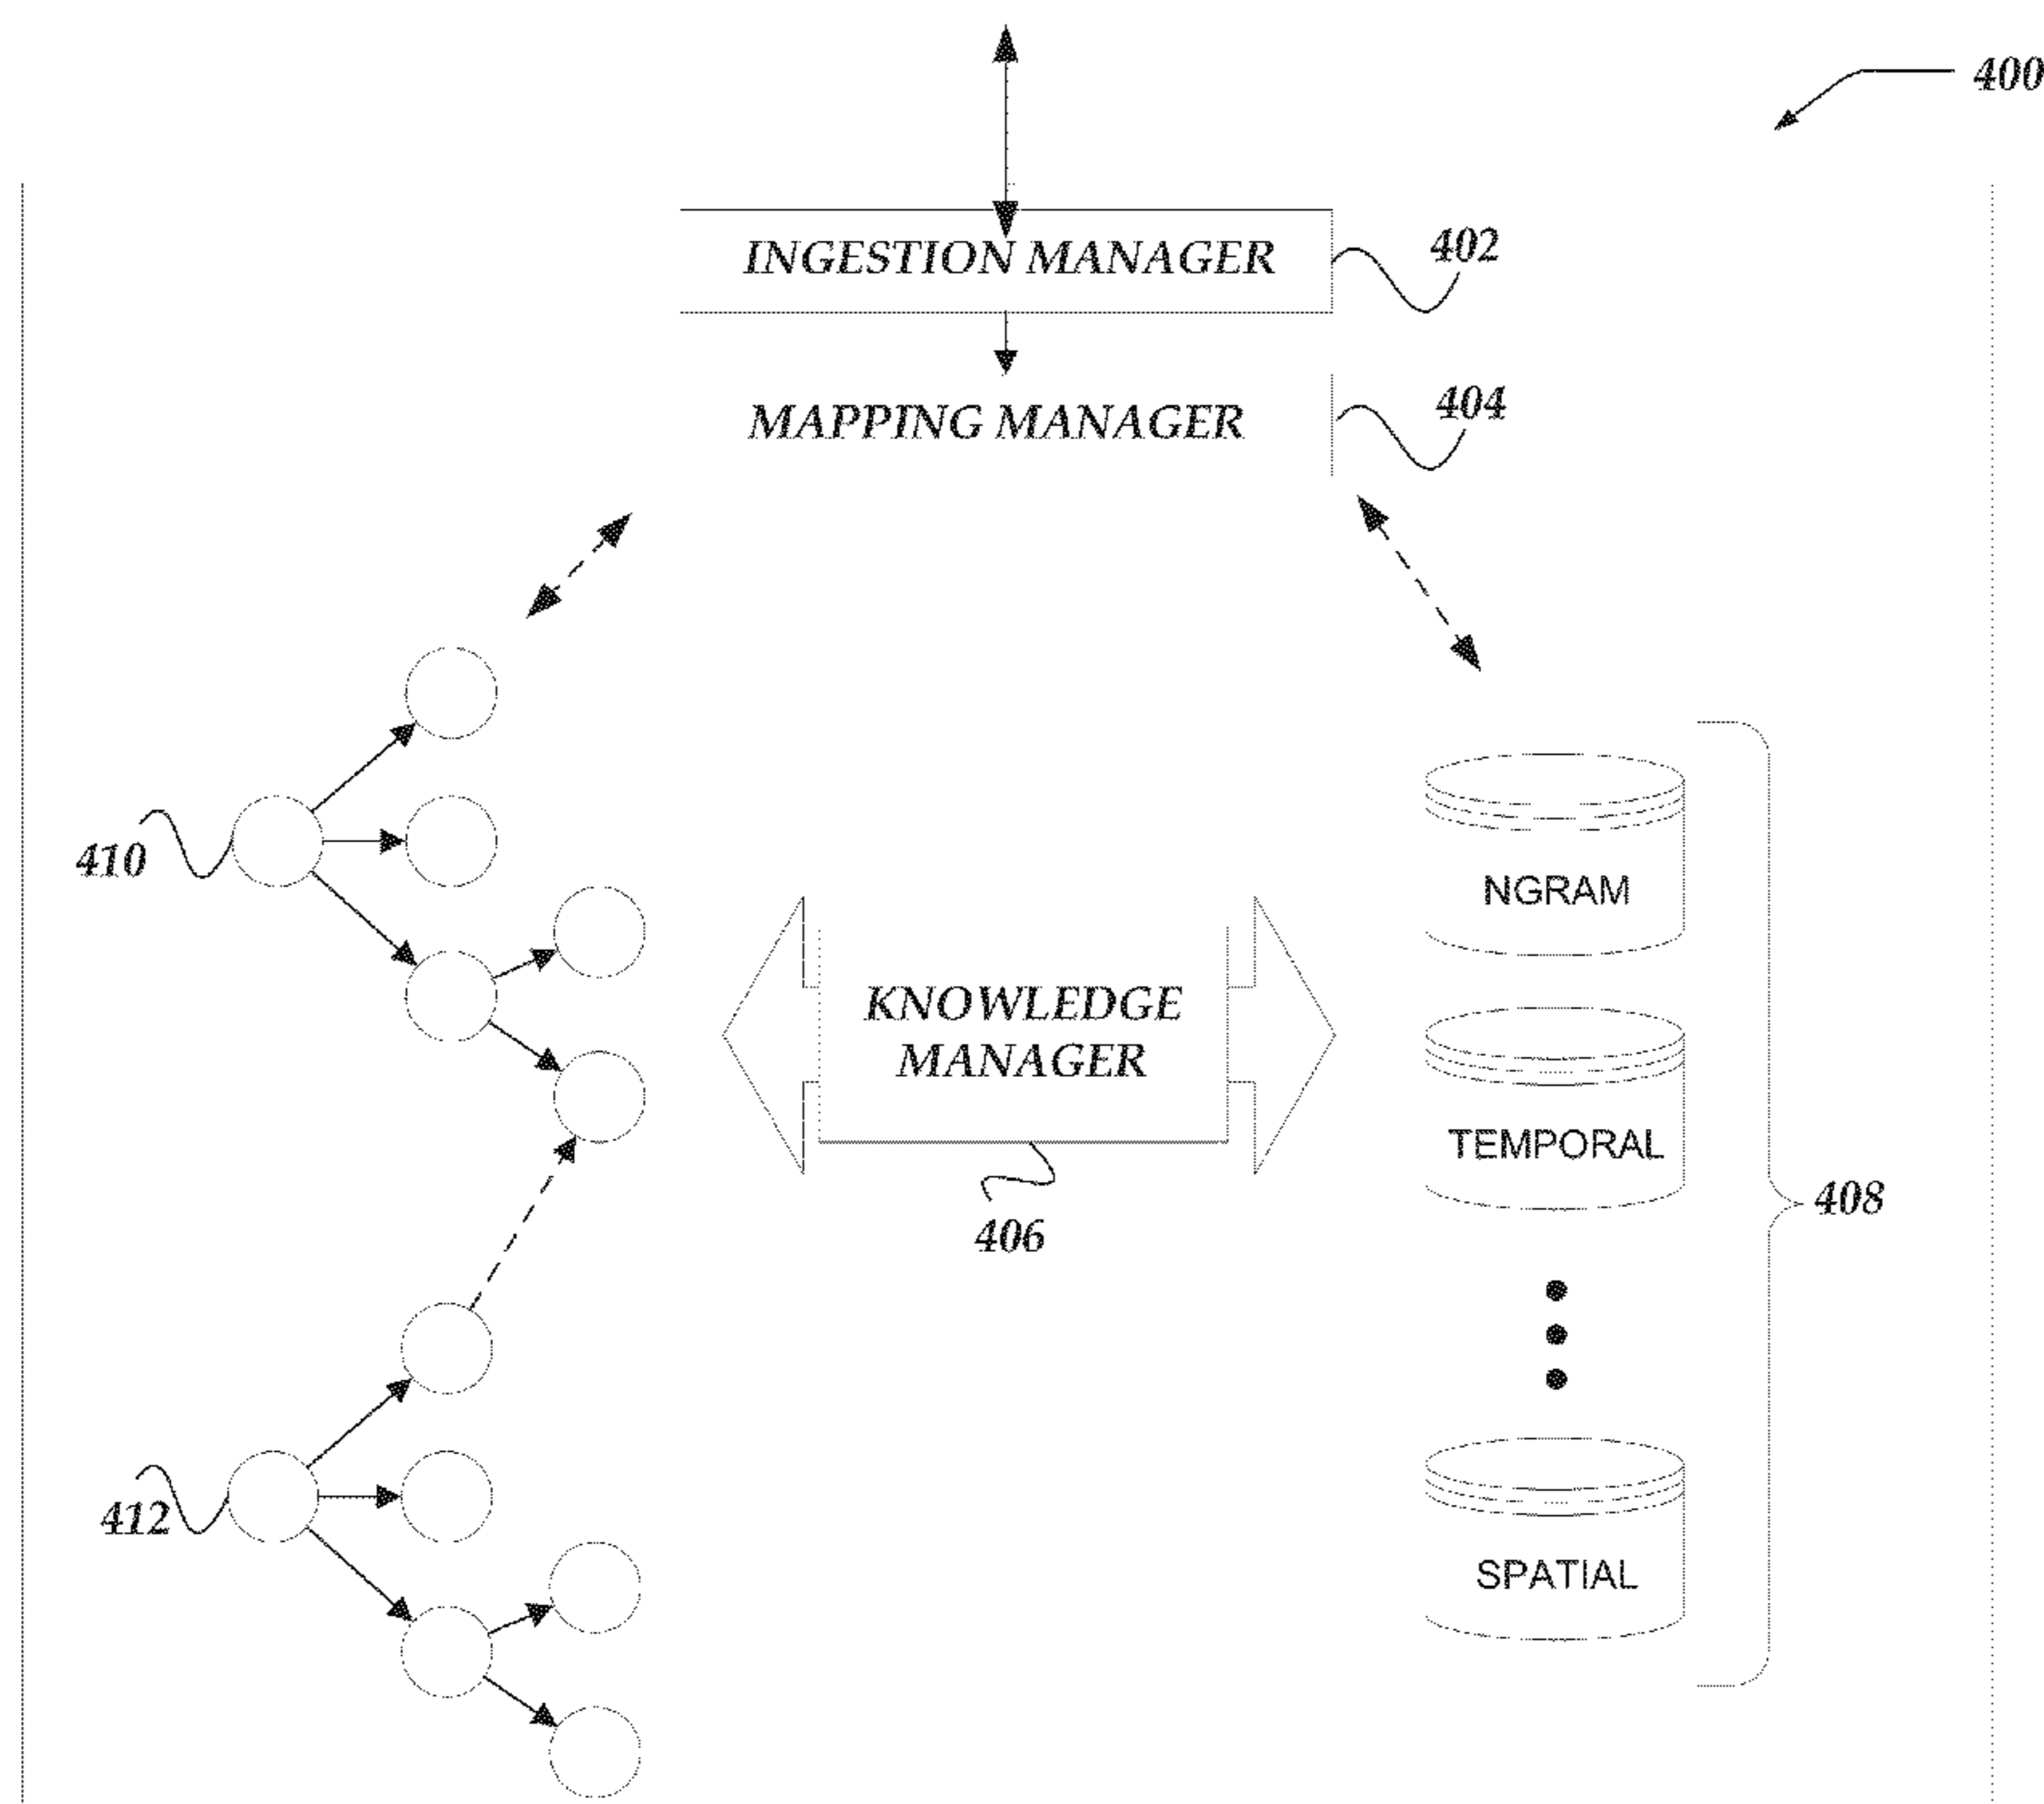 400
INGESTION MANAGER
402
MAPPING MANAGER
404
410
NGRAM
KNOWLEDGE
MANAGER
TEMPORAL
408
406
412
SPATIAL